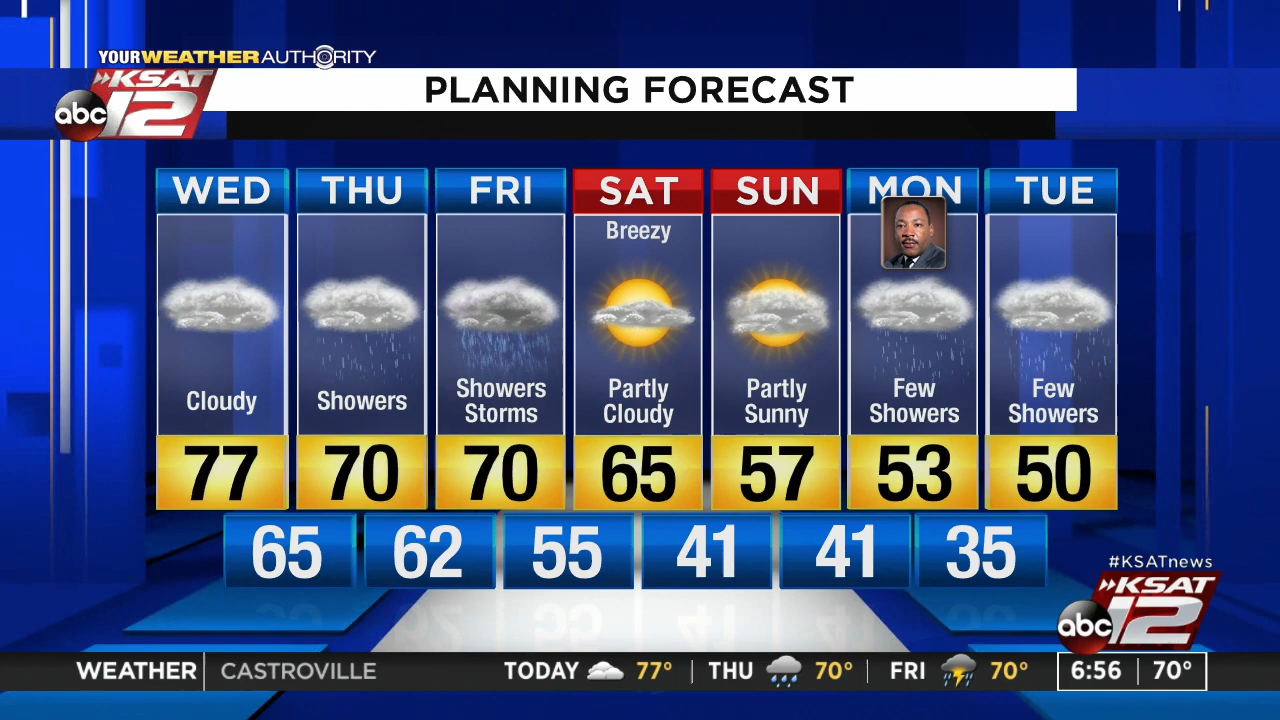 YOURWEATHERAUTHORITY
KSAT
abc 12
PLANNING FORECAST
WED THU FRI SAT SUN MON TUE
Breezy
Cloudy
Showers
Showers
Storms
Partly
Cloudy
Partly
Sunny
Few
Showers
Few
Showers
77 70 70 65 57 53 50
65 62 55 41 41 35
#KSATnews
KSAT
abc 12
WEATHER CASTROVILLE TODAY 77° THU 70° FRI 70° 6:56 70°